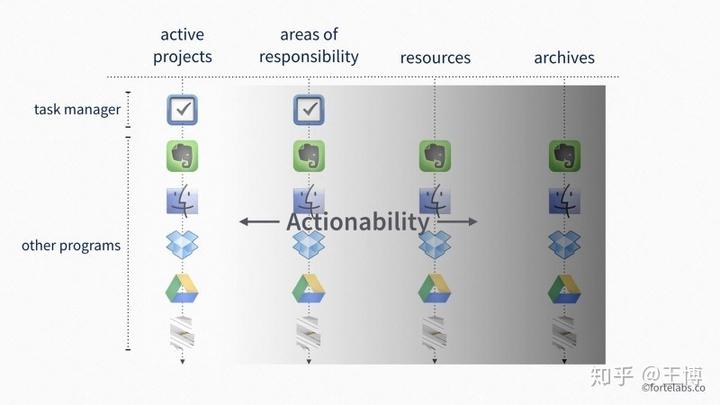 active
projects
areas of
responsibility
resources
archives
task manager
other programs
Actionability
知乎 @王博
©fortelabs.co